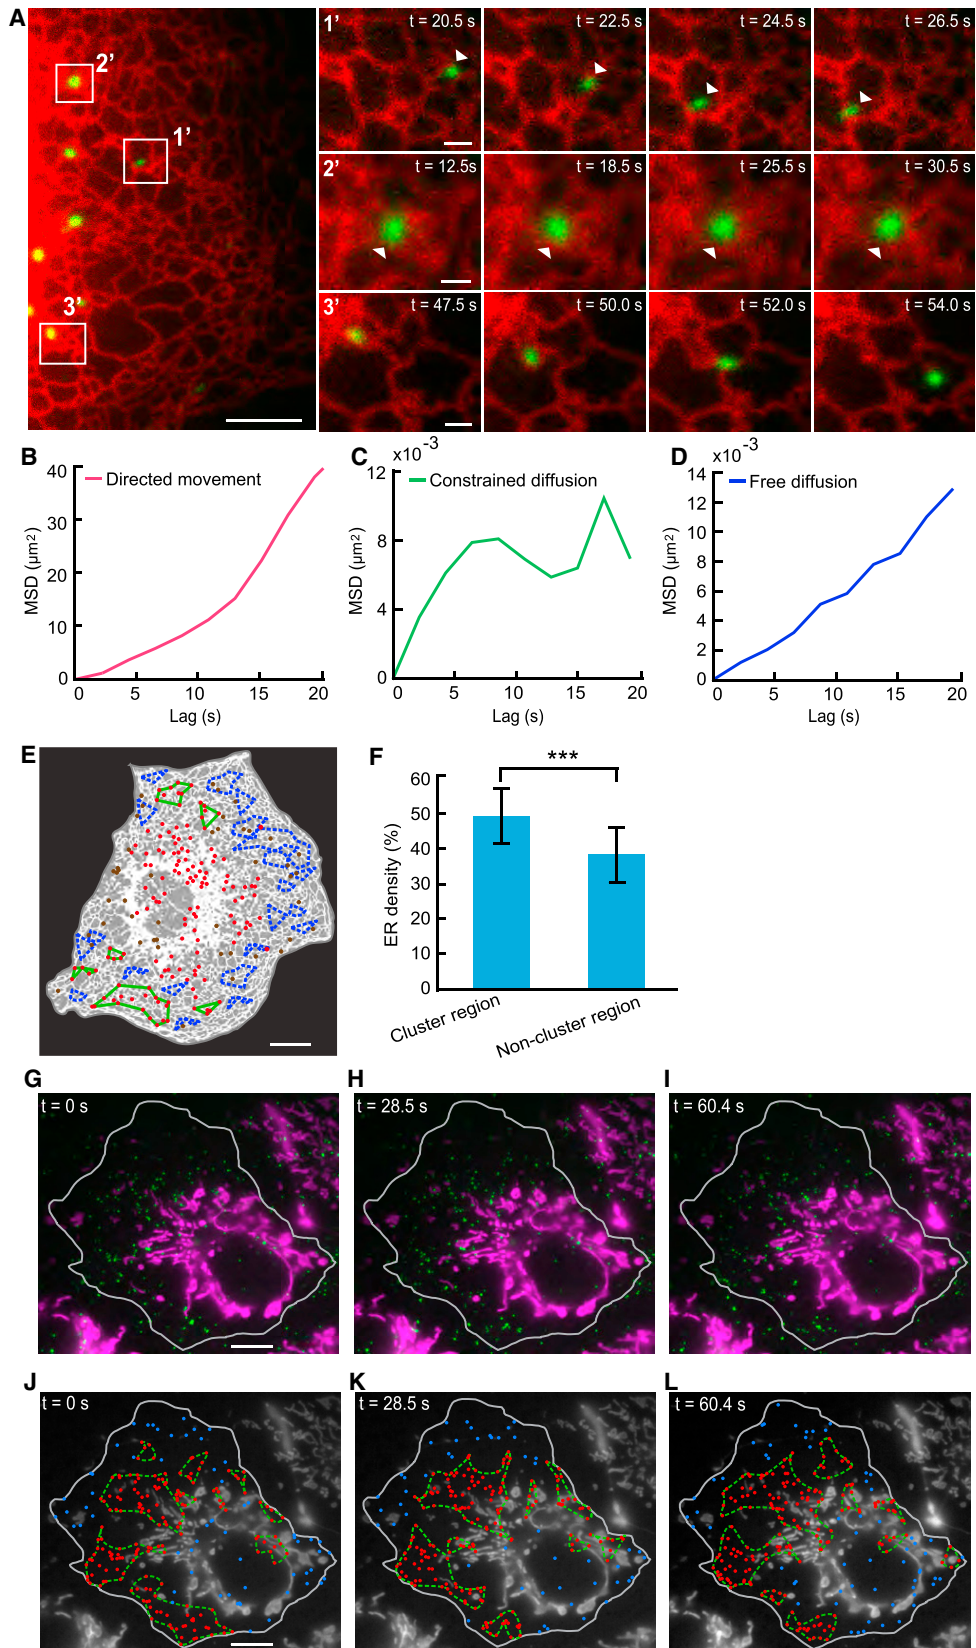 A
2'
1'
3'
1'
t = 20.5 s
t = 22.5 s
t = 24.5 s
t = 26.5 s
2'
t = 12.5s
t = 18.5 s
t = 25.5 s
t = 30.5 s
3'
t = 47.5 s
t = 50.0 s
t = 52.0 s
t = 54.0 s
B
Directed movement
MSD (µm²)
40
30
20
10
0
0 5 10 15 20
Lag (s)
C
x10⁻³
Constrained diffusion
MSD (µm²)
12
8
4
0
0 5 10 15 20
Lag (s)
D
x10⁻³
Free diffusion
MSD (µm²)
14
12
10
8
6
4
2
0
0 5 10 15 20
Lag (s)
E
F
***
ER density (%)
60
50
40
30
20
10
0
Cluster region
Non-cluster region
G
t = 0 s
H
t = 28.5 s
I
t = 60.4 s
J
t = 0 s
K
t = 28.5 s
L
t = 60.4 s